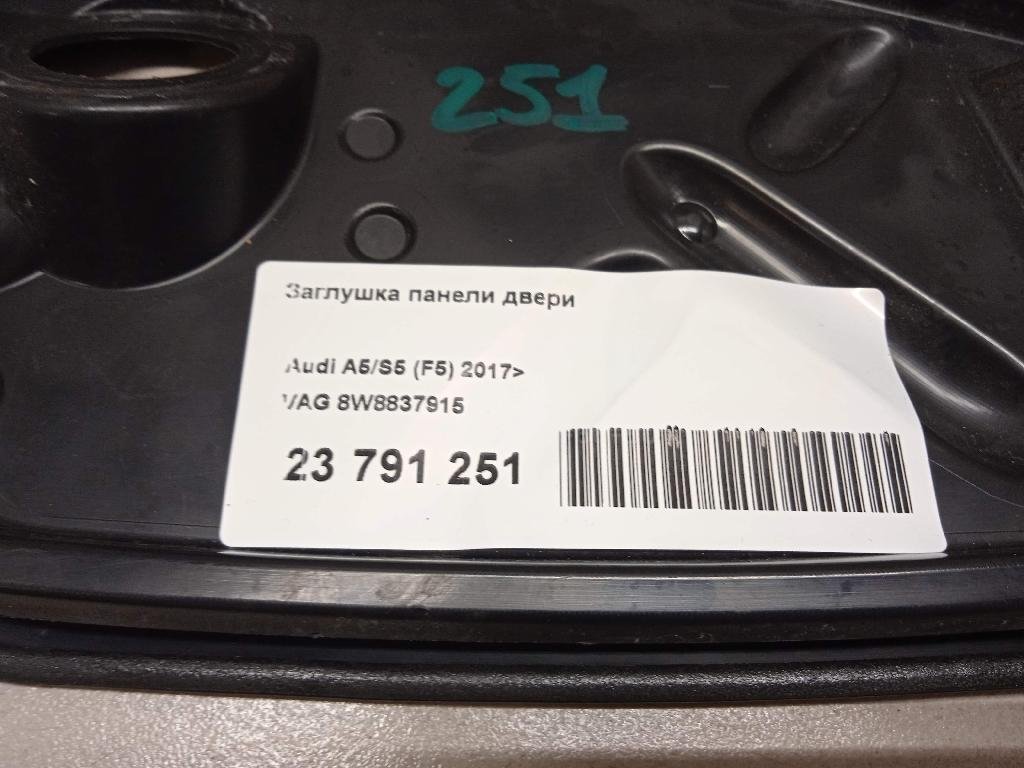 251
Заглушка панели двери
Audi A5/S5 (F5) 2017>
VAG 8W8837915
23 791 251